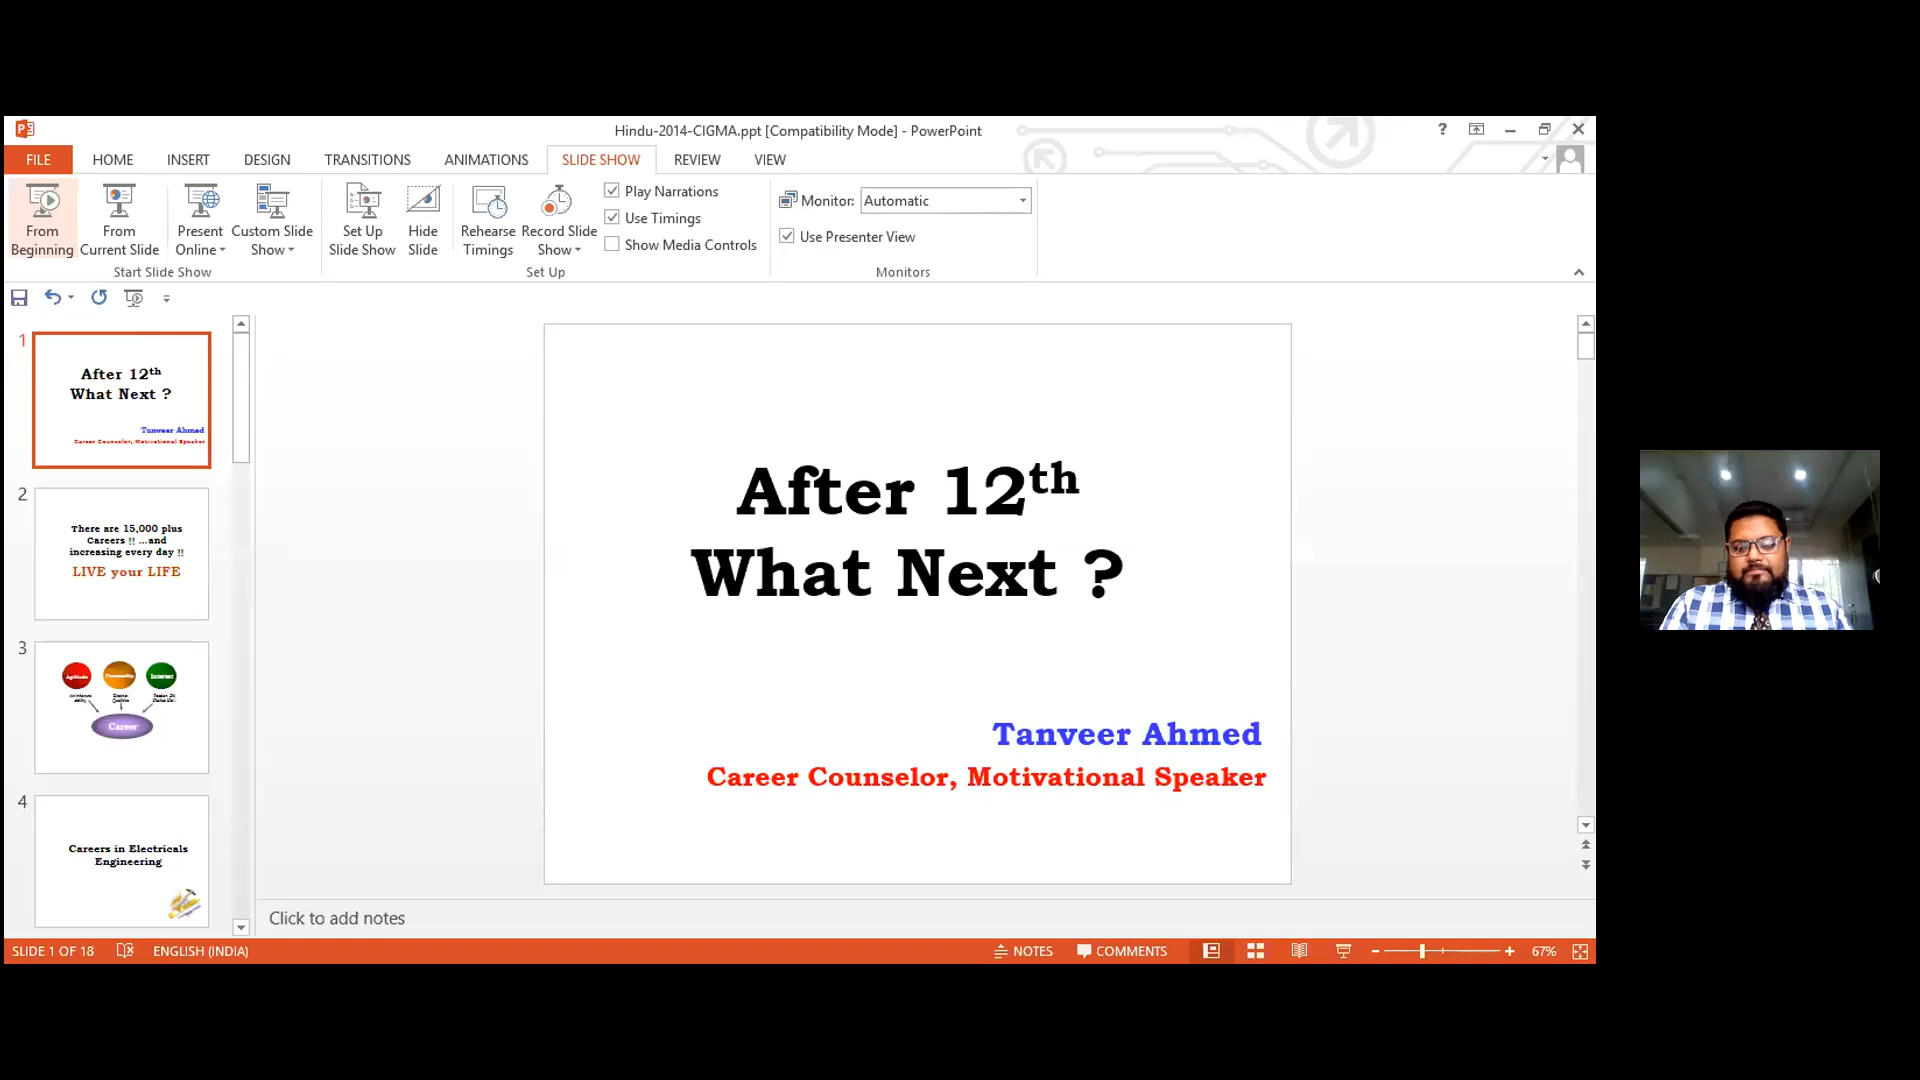 Hindu-2014-CIGMA.ppt [Compatibility Mode] - PowerPoint
FILE HOME INSERT DESIGN TRANSITIONS ANIMATIONS SLIDE SHOW REVIEW VIEW
From Beginning
From Current Slide
Present Online
Custom Slide Show
Start Slide Show
Set Up Slide Show
Hide Slide
Rehearse Timings
Record Slide Show
Play Narrations
Use Timings
Show Media Controls
Set Up
Monitor: Automatic
Use Presenter View
Monitors
1
After 12th
What Next ?
Tanveer Ahmed
Career Counselor, Motivational Speaker
2
There are 15,000 plus
Careers !! ...and
increasing every day !!
LIVE your LIFE
3
Career
4
Careers in Electricals
Engineering
After 12th
What Next ?
Tanveer Ahmed
Career Counselor, Motivational Speaker
Click to add notes
SLIDE 1 OF 18 ENGLISH (INDIA) NOTES COMMENTS 67%